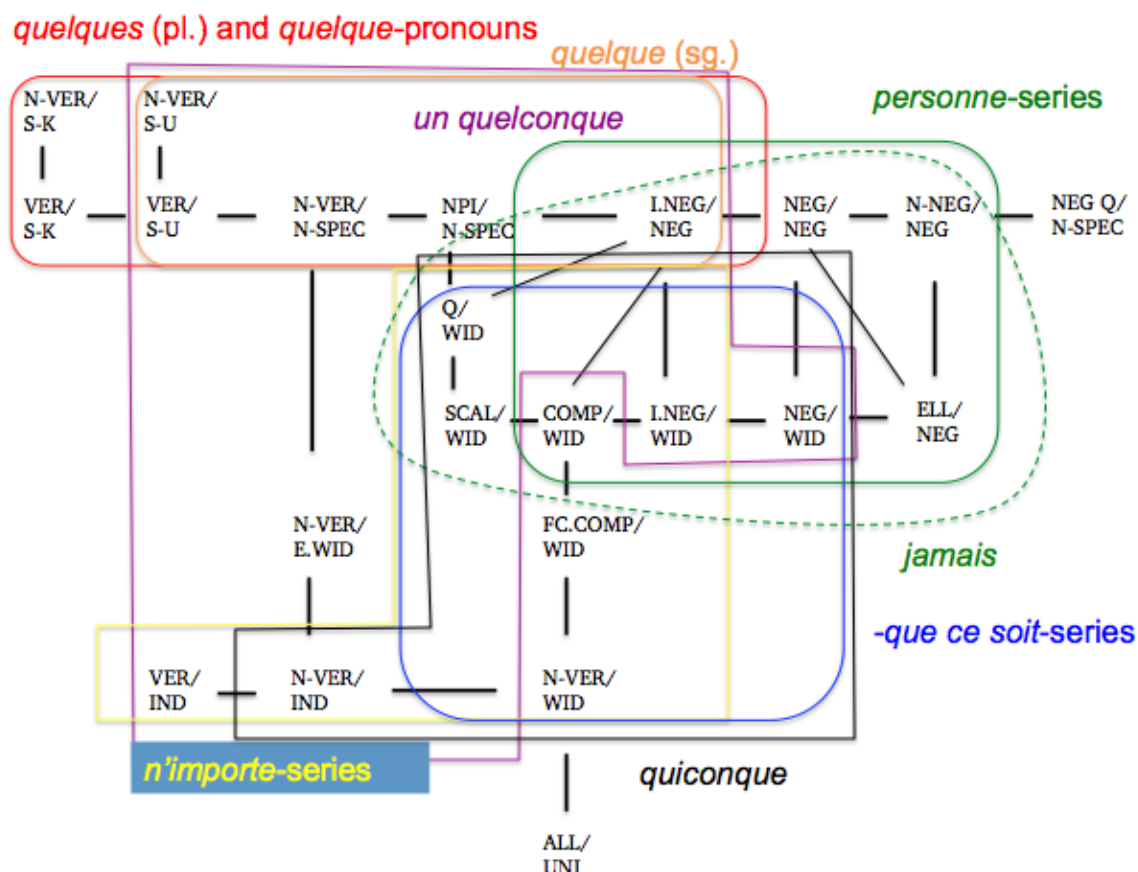 quelques (pl.) and quelque-pronouns
quelque (sg.)
personne-series
un quelconque
N-VER/
S-K
N-VER/
S-U
VER/
S-K
VER/
S-U
N-VER/
N-SPEC
NPI/
N-SPEC
I.NEG/
NEG
NEG/
NEG
N-NEG/
NEG
NEG Q/
N-SPEC
Q/
WID
SCAL/
WID
COMP/
WID
I.NEG/
WID
NEG/
WID
ELL/
NEG
N-VER/
E.WID
FC.COMP/
WID
jamais
-que ce soit-series
VER/
IND
N-VER/
IND
N-VER/
WID
n'importe-series
quiconque
ALL/
UNI